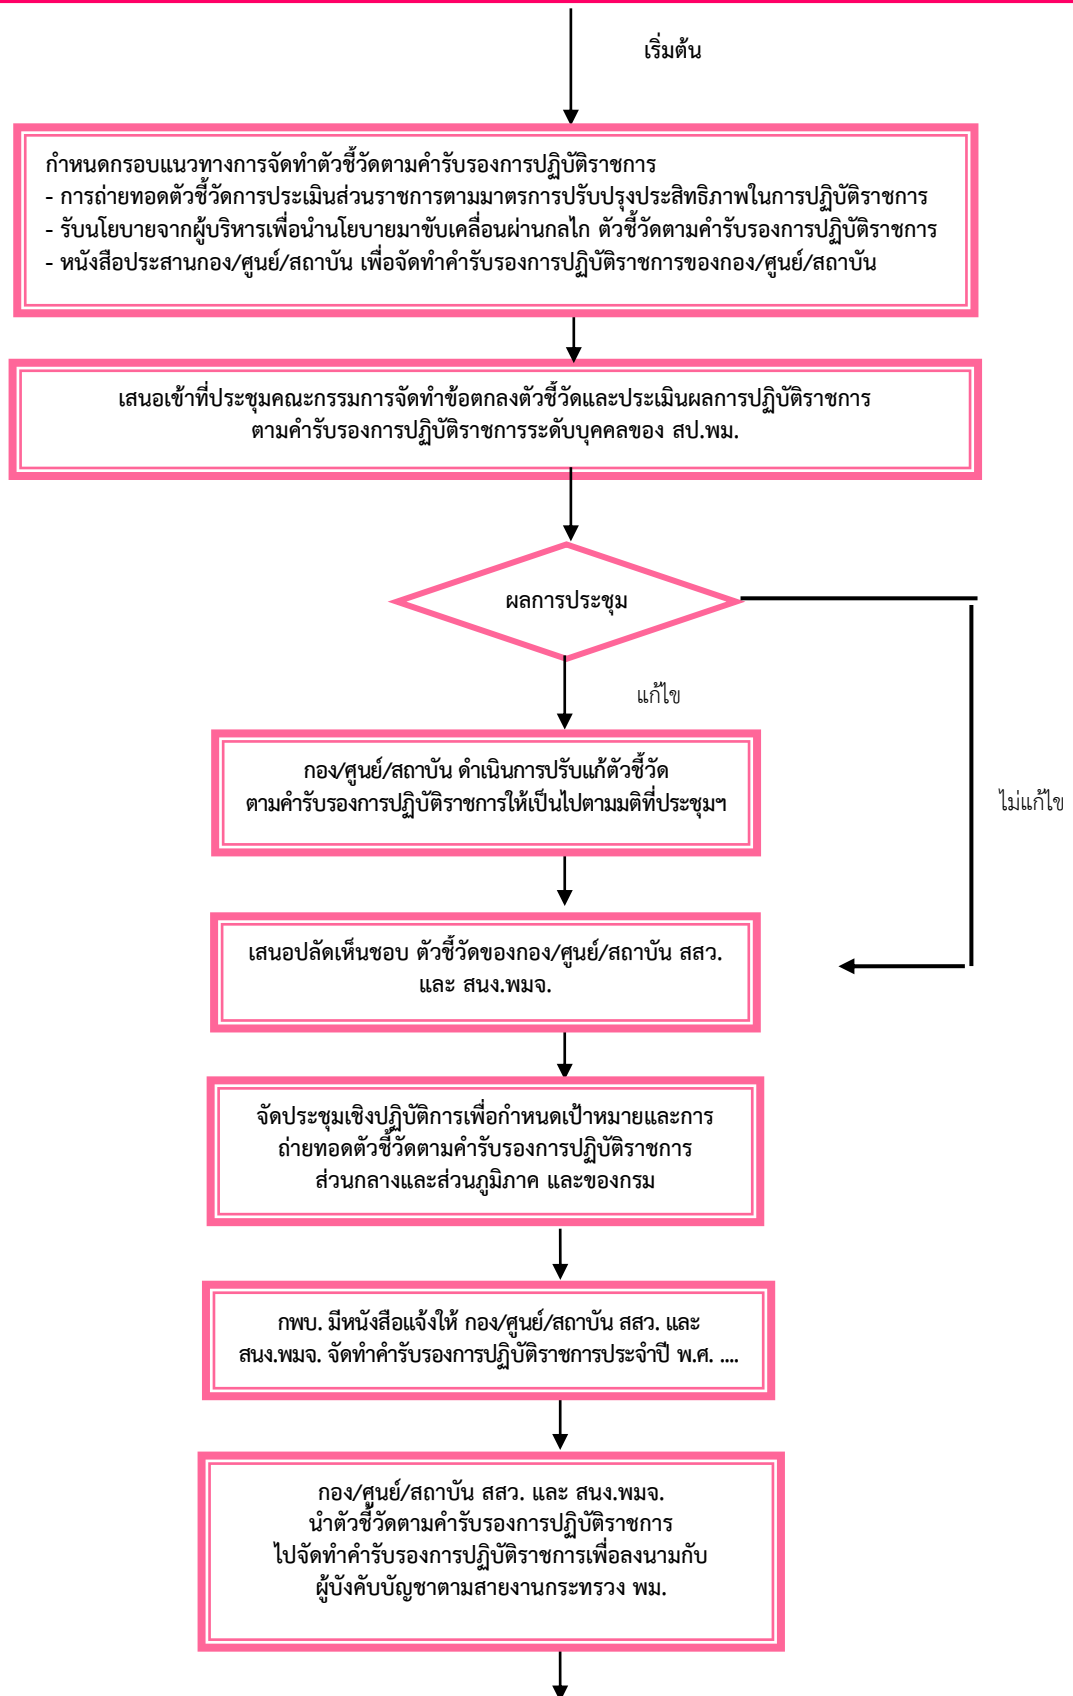 เริ่มต้น
กำหนดกรอบแนวทางการจัดทำตัวชี้วัดตามคำรับรองการปฏิบัติราชการ
- การถ่ายทอดตัวชี้วัดการประเมินส่วนราชการตามมาตรการปรับปรุงประสิทธิภาพในการปฏิบัติราชการ
- รับนโยบายจากผู้บริหารเพื่อนำนโยบายมาขับเคลื่อนผ่านกลไก ตัวชี้วัดตามคำรับรองการปฏิบัติราชการ
- หนังสือประสานกอง/ศูนย์/สถาบัน เพื่อจัดทำคำรับรองการปฏิบัติราชการของกอง/ศูนย์/สถาบัน
เสนอเข้าที่ประชุมคณะกรรมการจัดทำข้อตกลงตัวชี้วัดและประเมินผลการปฏิบัติราชการ
ตามคำรับรองการปฏิบัติราชการระดับบุคคลของ สป.พม.
ผลการประชุม
แก้ไข
กอง/ศูนย์/สถาบัน ดำเนินการปรับแก้ตัวชี้วัด
ตามคำรับรองการปฏิบัติราชการให้เป็นไปตามมติที่ประชุมฯ
ไม่แก้ไข
เสนอปลัดเห็นชอบ ตัวชี้วัดของกอง/ศูนย์/สถาบัน สสว.
และ สนง.พมจ.
จัดประชุมเชิงปฏิบัติการเพื่อกำหนดเป้าหมายและการ
ถ่ายทอดตัวชี้วัดตามคำรับรองการปฏิบัติราชการ
ส่วนกลางและส่วนภูมิภาค และของกรม
กพบ. มีหนังสือแจ้งให้ กอง/ศูนย์/สถาบัน สสว. และ
สนง.พมจ. จัดทำคำรับรองการปฏิบัติราชการประจำปี พ.ศ. ....
กอง/ศูนย์/สถาบัน สสว. และ สนง.พมจ.
นำตัวชี้วัดตามคำรับรองการปฏิบัติราชการ
ไปจัดทำคำรับรองการปฏิบัติราชการเพื่อลงนามกับ
ผู้บังคับบัญชาตามสายงานกระทรวง พม.